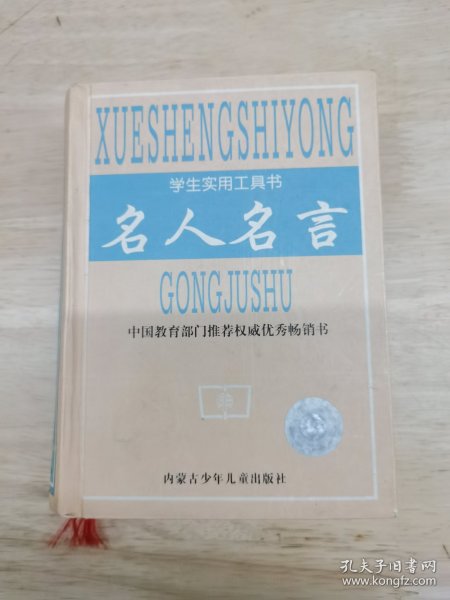 XUESHENGSHIYONG
学生实用工具书
名人名言
GONGJUSHU
中国教育部门推荐权威优秀畅销书
内蒙古少年儿童出版社
孔夫子旧书网
www.kongfz.com